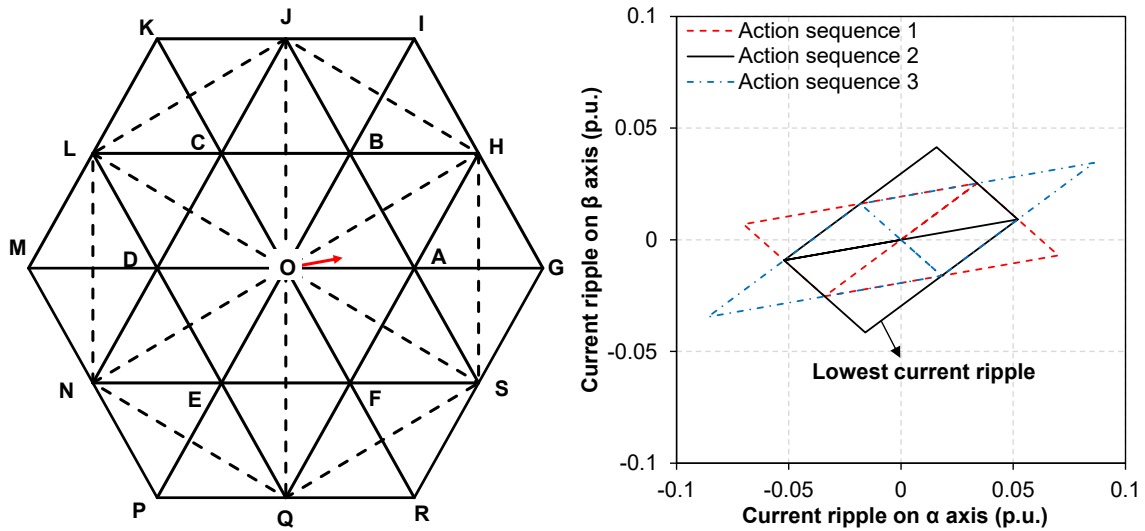 K
J
I
L
C
B
H
M
D
O
A
G
N
E
F
S
P
Q
R
0.1
0.05
0
-0.05
-0.1
Current ripple on β axis (p.u.)
Action sequence 1
Action sequence 2
Action sequence 3
Lowest current ripple
-0.1
-0.05
0
0.05
0.1
Current ripple on α axis (p.u.)